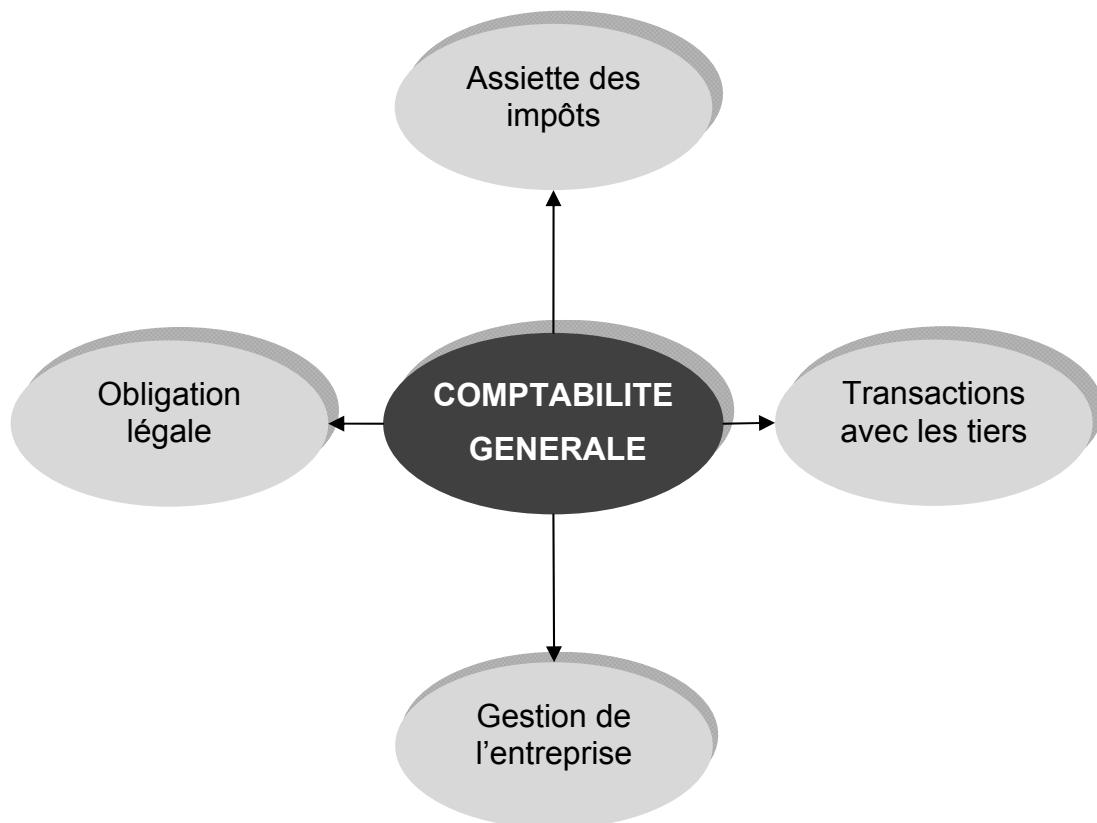 Assiette des
impôts
Obligation
légale
COMPTABILITE
GENERALE
Transactions
avec les tiers
Gestion de
l’entreprise